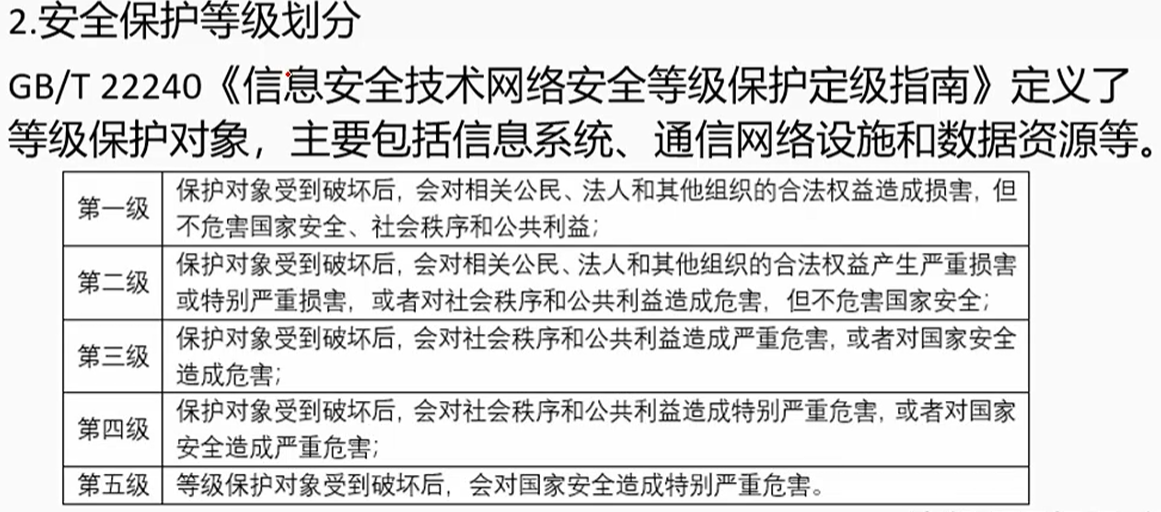 2.安全保护等级划分
GB/T 22240《信息安全技术网络安全等级保护定级指南》定义了
等级保护对象，主要包括信息系统、通信网络设施和数据资源等。
第一级
保护对象受到破坏后，会对相关公民、法人和其他组织的合法权益造成损害，但
不危害国家安全、社会秩序和公共利益；
第二级
保护对象受到破坏后，会对相关公民、法人和其他组织的合法权益产生严重损害
或特别严重损害，或者对社会秩序和公共利益造成危害，但不危害国家安全；
第三级
保护对象受到破坏后，会对社会秩序和公共利益造成严重危害，或者对国家安全
造成危害；
第四级
保护对象受到破坏后，会对社会秩序和公共利益造成特别严重危害，或者对国家
安全造成严重危害；
第五级
等级保护对象受到破坏后，会对国家安全造成特别严重危害。